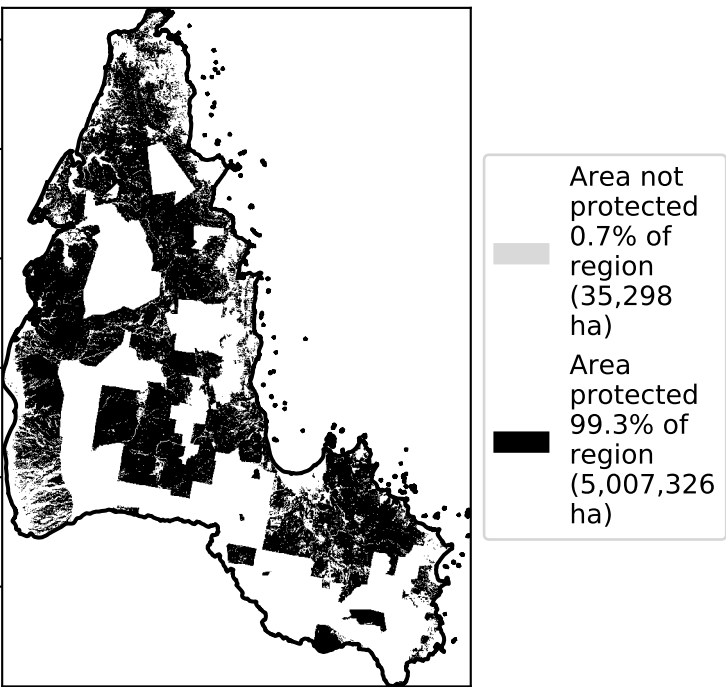 Area not
protected
0.7% of
region
(35,298
ha)
Area
protected
99.3% of
region
(5,007,326
ha)